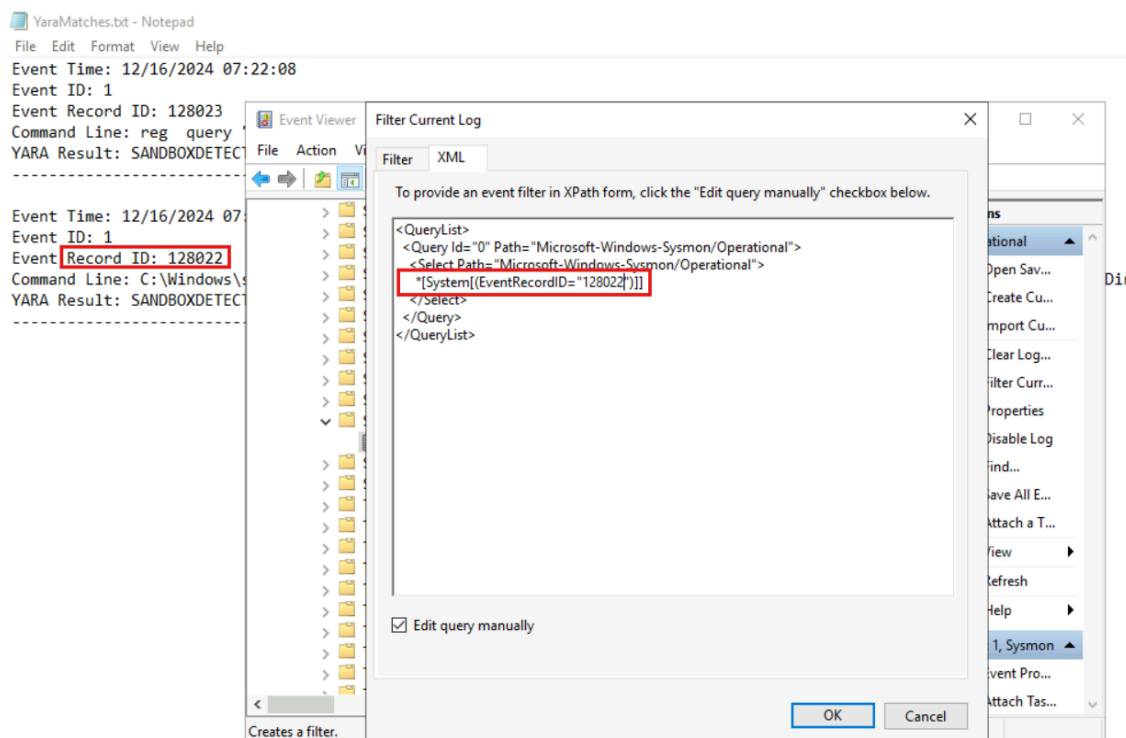 YaraMatches.txt - Notepad
File Edit Format View Help
Event Time: 12/16/2024 07:22:08
Event ID: 1
Event Record ID: 128023
Command Line: reg query
YARA Result: SANDBOXDETECT
--------------------------
Event Time: 12/16/2024 07:
Event ID: 1
Event Record ID: 128022
Command Line: C:\Windows\
YARA Result: SANDBOXDETECT
--------------------------
Event Viewer
File Action Vi
Filter Current Log
Filter XML
To provide an event filter in XPath form, click the "Edit query manually" checkbox below.
<QueryList>
<Query Id="0" Path="Microsoft-Windows-Sysmon/Operational">
<Select Path="Microsoft-Windows-Sysmon/Operational">
*[System[(EventRecordID="128022")]]
</Select>
</Query>
</QueryList>
Edit query manually
OK Cancel
Creates a filter.
ns
ational
Open Sav...
Create Cu...
mport Cu...
Clear Log...
Filter Curr...
Properties
Disable Log
Find...
Save All E...
Attach a T...
View
Refresh
Help
1, Sysmon
Event Pro...
Attach Tas...
Di